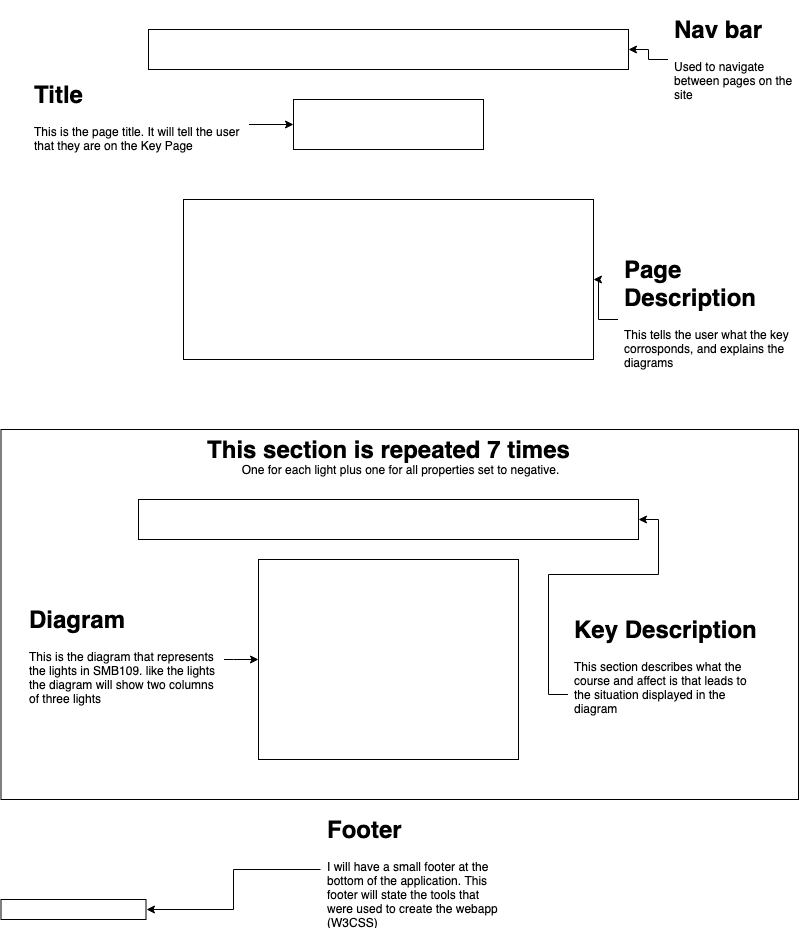 Nav bar
Used to navigate
between pages on the
site
Title
This is the page title. It will tell the user
that they are on the Key Page
Page
Description
This tells the user what the key
corrosponds, and explains the
diagrams
This section is repeated 7 times
One for each light plus one for all properties set to negative.
Diagram
This is the diagram that represents
the lights in SMB109. like the lights
the diagram will show two columns
of three lights
Key Description
This section describes what the
course and affect is that leads to
the situation displayed in the
diagram
Footer
I will have a small footer at the
bottom of the application. This
footer will state the tools that
were used to create the webapp
(W3CSS)